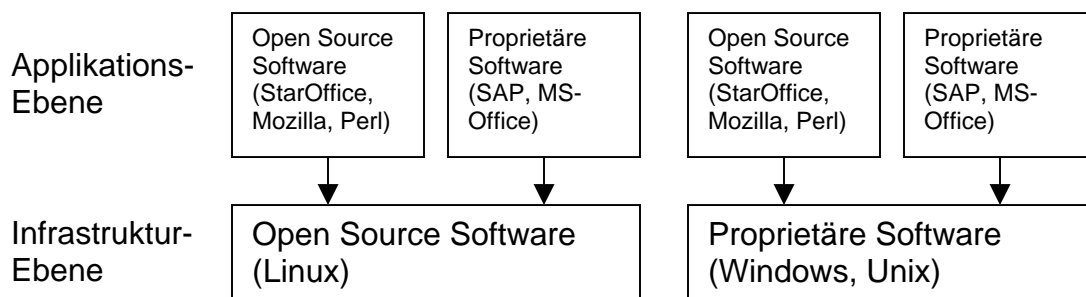 Applikations-
Ebene
Open Source
Software
(StarOffice,
Mozilla, Perl)
Proprietäre
Software
(SAP, MS-
Office)
Open Source
Software
(StarOffice,
Mozilla, Perl)
Proprietäre
Software
(SAP, MS-
Office)
Infrastruktur-
Ebene
Open Source Software
(Linux)
Proprietäre Software
(Windows, Unix)